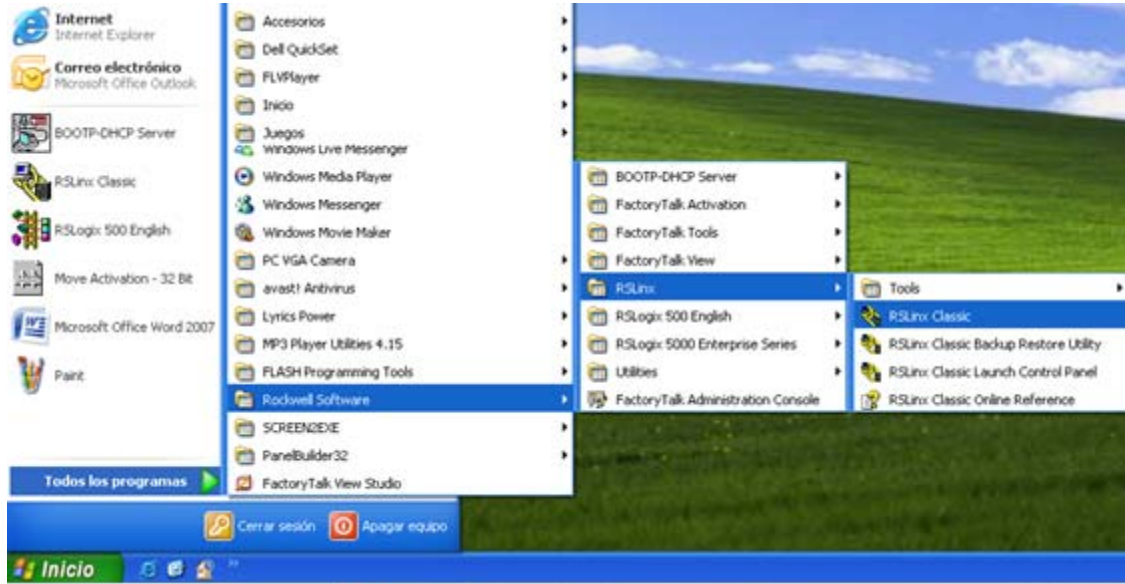 Internet
Internet Explorer
Correo electrónico
Microsoft Office Outlook
BOOTP-DHCP Server
RSLinx Classic
RSLogix 500 English
Move Activation - 32 Bit
Microsoft Office Word 2007
Paint
Todos los programas
Accesorios
Dell QuickSet
FLVPlayer
Inicio
Juegos
Windows Live Messenger
Windows Media Player
Windows Messenger
Windows Movie Maker
PC VGA Camera
avast! Antivirus
Lyrics Power
MP3 Player Utilities 4.15
FLASH Programming Tools
Rockwell Software
SCREEN2EXE
PanelBuilder32
FactoryTalk View Studio
BOOTP-DHCP Server
FactoryTalk Activation
FactoryTalk Tools
FactoryTalk View
RSLinx
RSLogix 500 English
RSLogix 5000 Enterprise Series
Utilities
FactoryTalk Administration Console
Tools
RSLinx Classic
RSLinx Classic Backup Restore Utility
RSLinx Classic Launch Control Panel
RSLinx Classic Online Reference
Cerrar sesión
Apagar equipo
Inicio